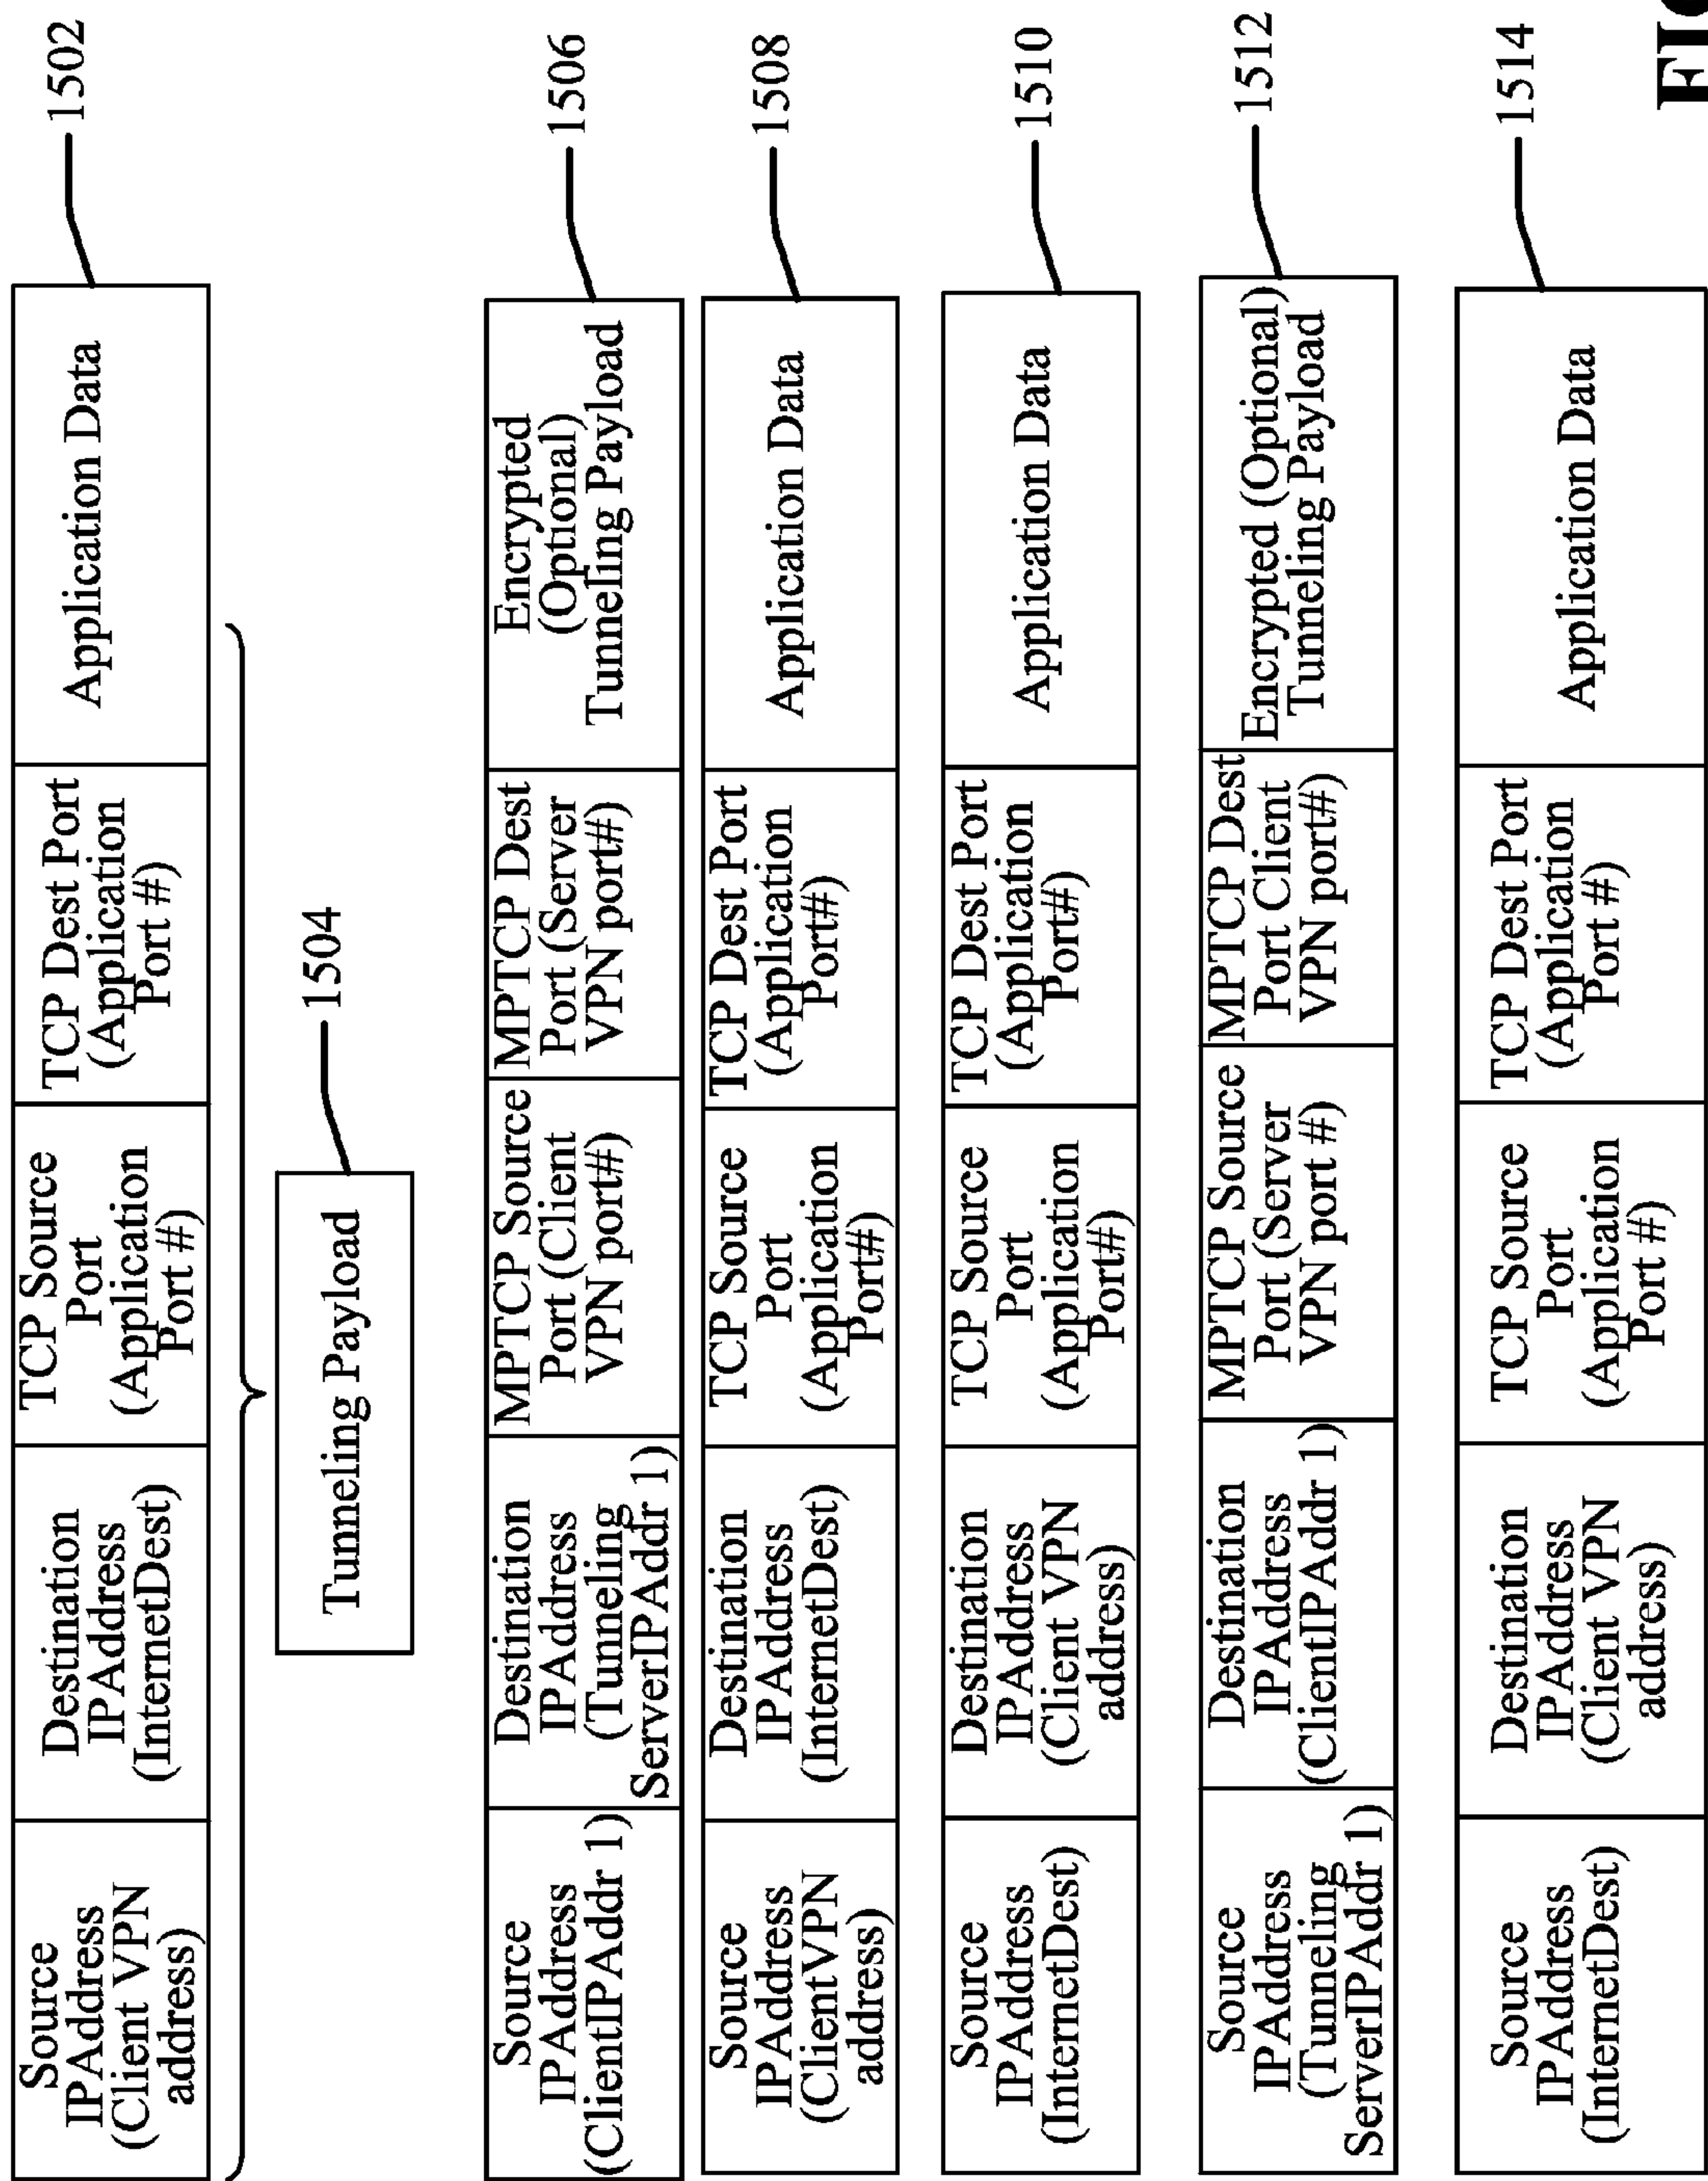 Source
IPAddress
(Client VPN
address)
Destination
IPAddress
(InternetDest)
TCP Source
Port
(Application
Port #)
TCP Dest Port
(Application
Port #)
Application Data
1502
Tunneling Payload
1504
Source
IPAddress
(ClientIPAddr 1)
Destination
IPAddress
(Tunneling
ServerIPAddr 1)
MPTCP Source
Port (Client
VPN port#)
MPTCP Dest
Port (Server
VPN port#)
Encrypted
(Optional)
Tunneling Payload
1506
Source
IPAddress
(ClientVPN
address)
Destination
IPAddress
(InternetDest)
TCP Source
Port
(Application
Port#)
TCP Dest Port
(Application
Port#)
Application Data
1508
Source
IPAddress
(InternetDest)
Destination
IPAddress
(Client VPN
address)
TCP Source
Port
(Application
Port#)
TCP Dest Port
(Application
Port#)
Application Data
1510
Source
IPAddress
(Tunneling
ServerIPAddr 1)
Destination
IPAddress
(ClientIPAddr 1)
MPTCP Source
Port (Server
VPN port #)
MPTCP Dest
Port Client
VPN port#)
Encrypted (Optional)
Tunneling Payload
1512
Source
IPAddress
(InternetDest)
Destination
IPAddress
(Client VPN
address)
TCP Source
Port
(Application
Port #)
TCP Dest Port
(Application
Port #)
Application Data
1514